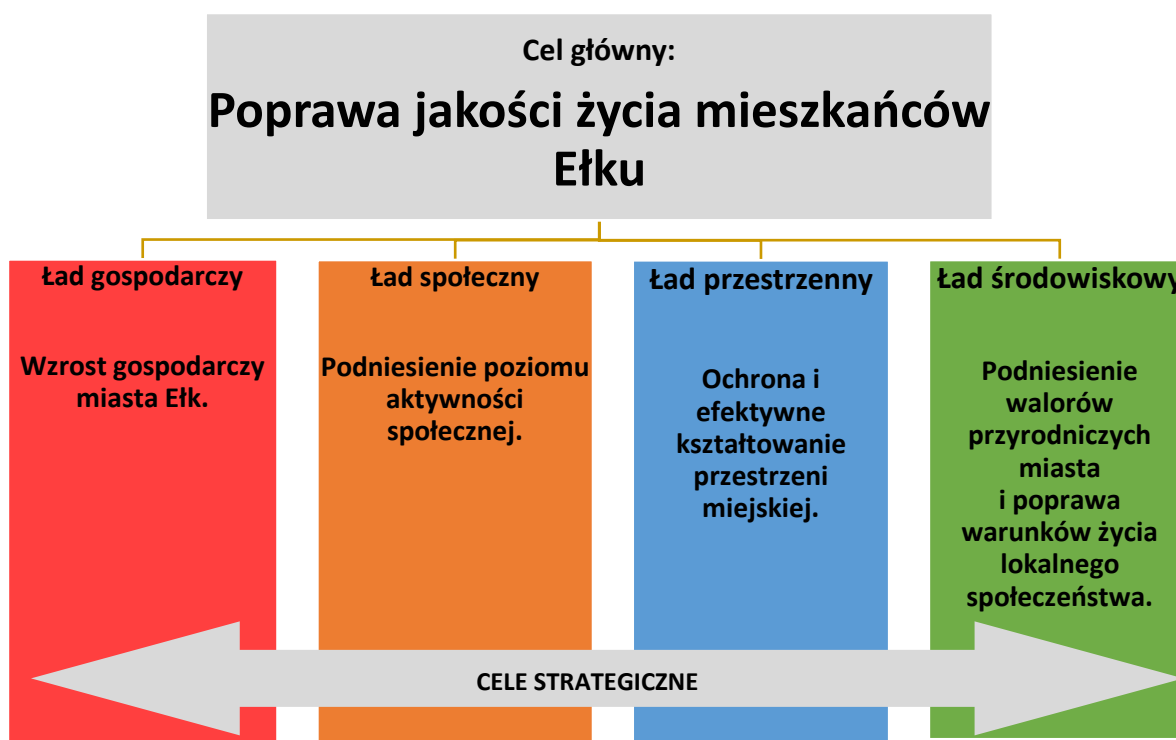 Cel główny:
Poprawa jakości życia mieszkańców
Ełku
Ład gospodarczy
Wzrost gospodarczy
miasta Ełk.
Ład społeczny
Podniesienie poziomu
aktywności
społecznej.
Ład przestrzenny
Ochrona i
efektywne
kształtowanie
przestrzeni
miejskiej.
Ład środowiskowy
Podniesienie
walorów
przyrodniczych
miasta
i poprawa
warunków życia
lokalnego
społeczeństwa.
CELE STRATEGICZNE